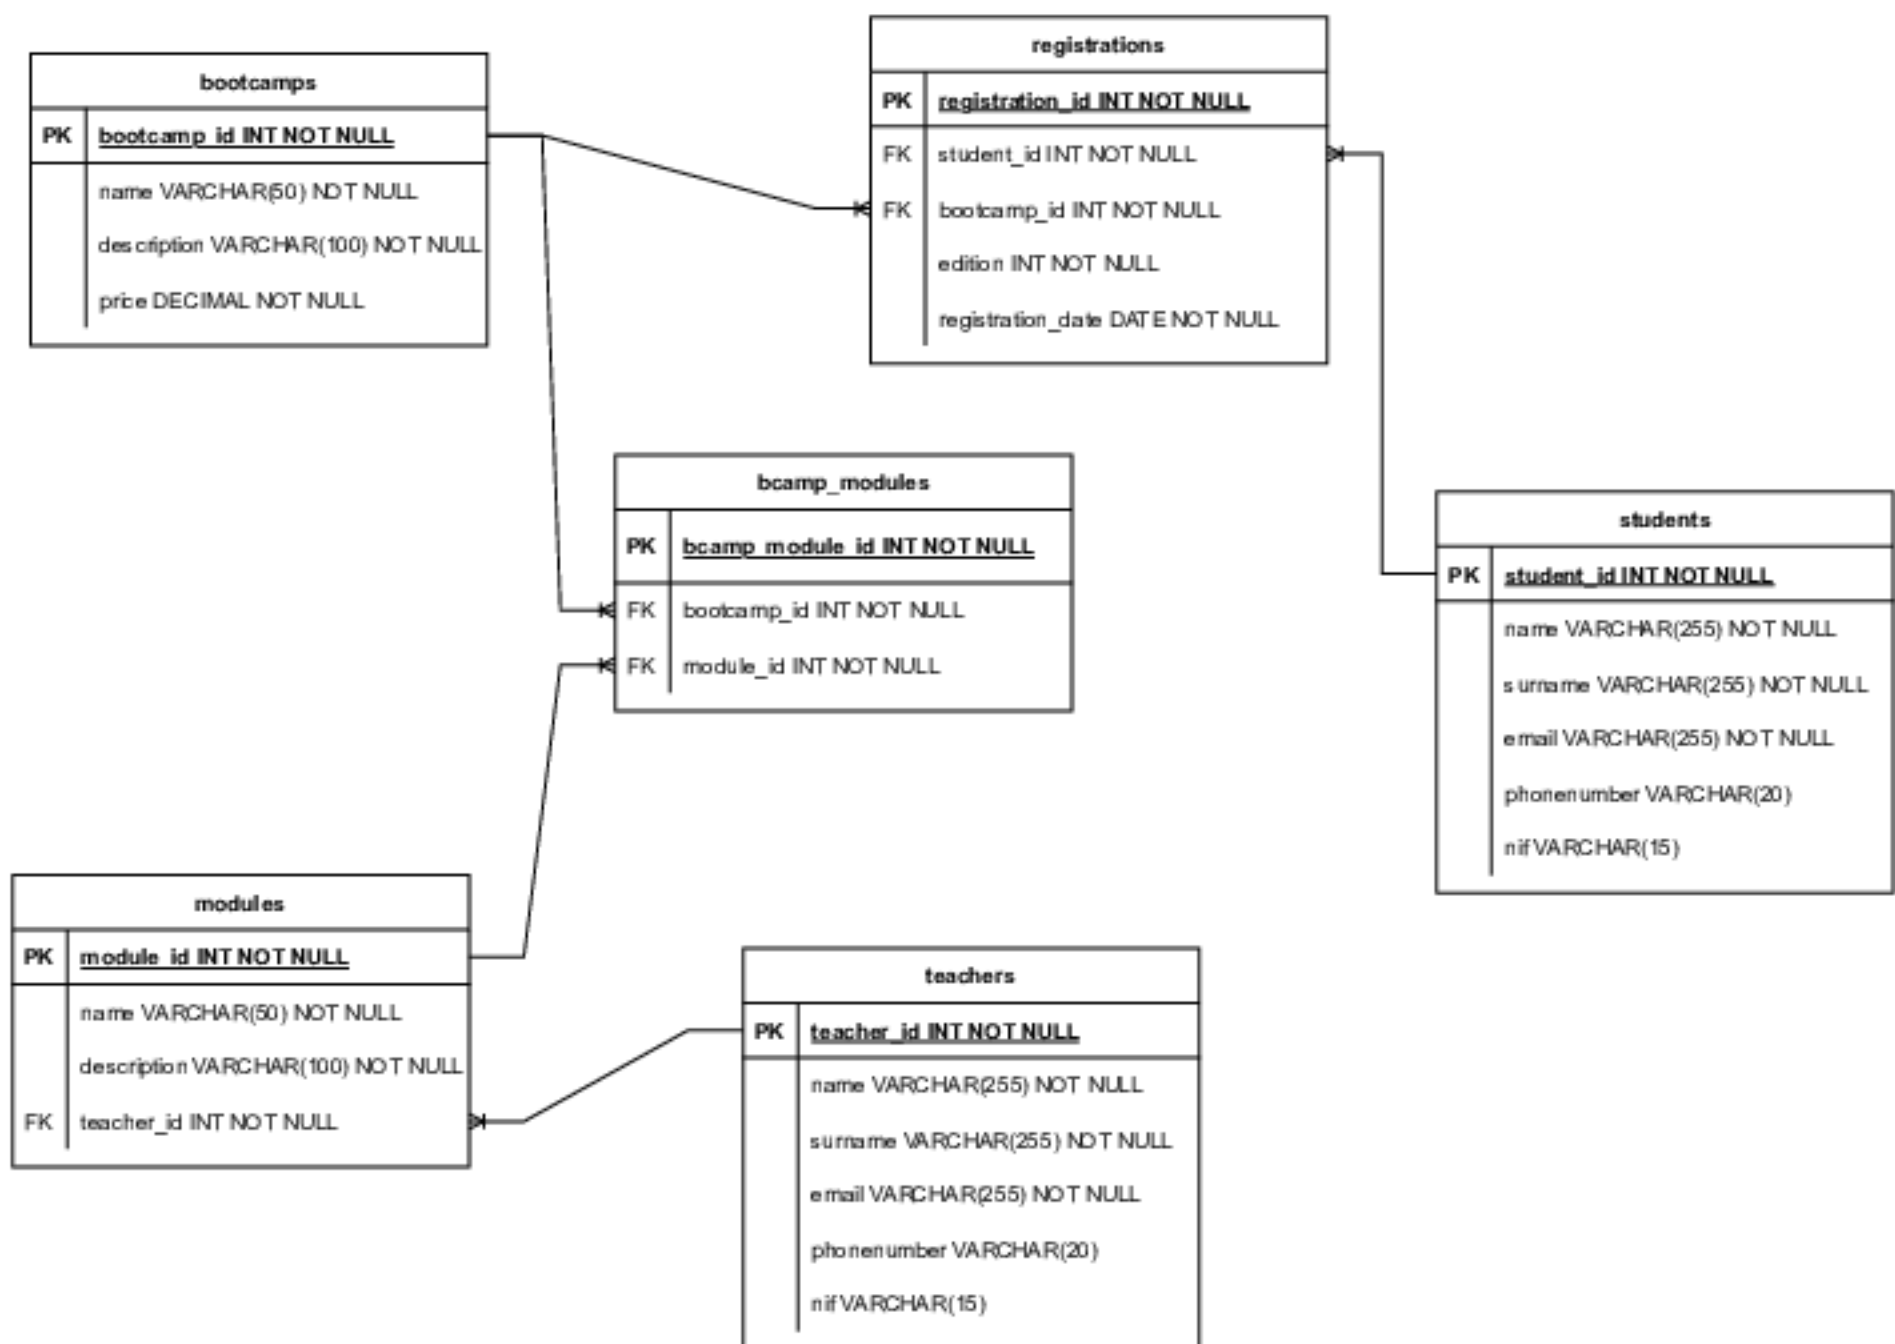 bootcamps
PK bootcamp_id INT NOT NULL
name VARCHAR(50) NOT NULL
description VARCHAR(100) NOT NULL
price DECIMAL NOT NULL
registrations
PK registration_id INT NOT NULL
FK student_id INT NOT NULL
FK bootcamp_id INT NOT NULL
edition INT NOT NULL
registration_date DATE NOT NULL
bcamp_modules
PK bcamp_module_id INT NOT NULL
FK bootcamp_id INT NOT NULL
FK module_id INT NOT NULL
students
PK student_id INT NOT NULL
name VARCHAR(255) NOT NULL
surname VARCHAR(255) NOT NULL
email VARCHAR(255) NOT NULL
phonenumber VARCHAR(20)
nif VARCHAR(15)
modules
PK module_id INT NOT NULL
name VARCHAR(50) NOT NULL
description VARCHAR(100) NOT NULL
FK teacher_id INT NOT NULL
teachers
PK teacher_id INT NOT NULL
name VARCHAR(255) NOT NULL
surname VARCHAR(255) NOT NULL
email VARCHAR(255) NOT NULL
phonenumber VARCHAR(20)
nif VARCHAR(15)